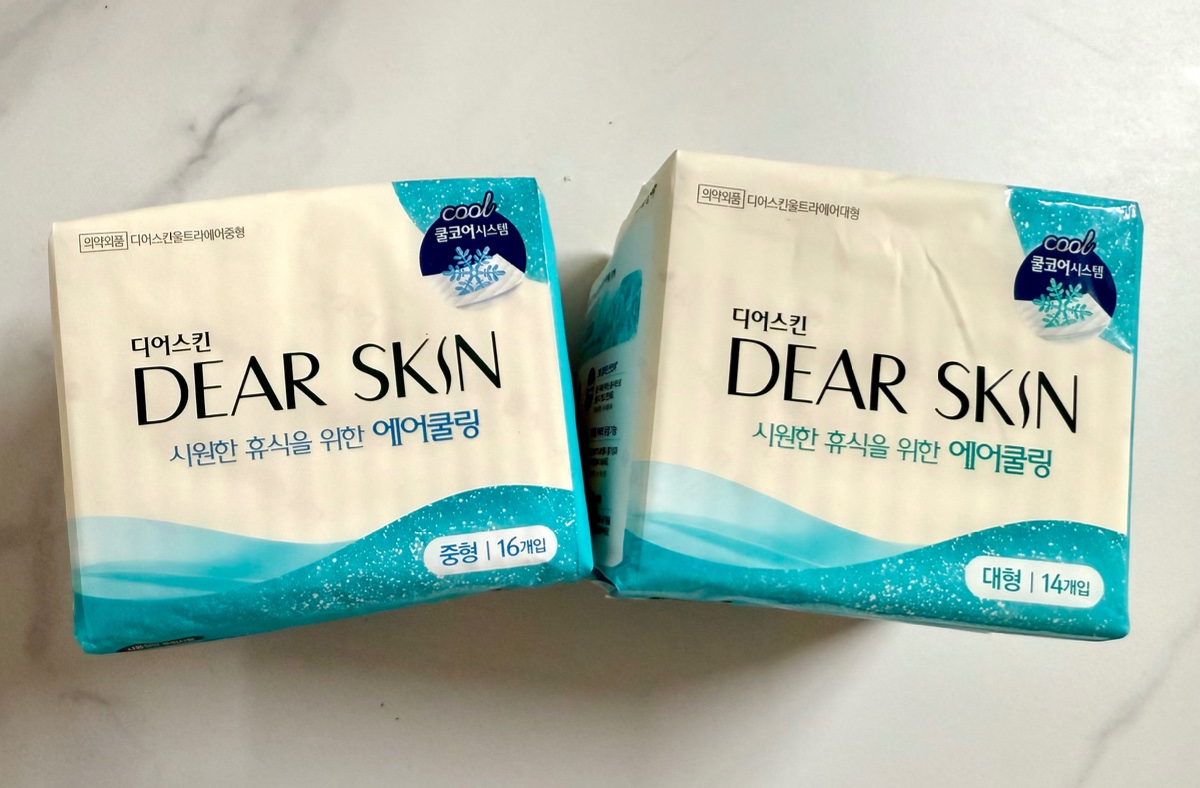 의약외품 디어스킨울트라에어중형
cool
쿨코어시스템
디어스킨
DEAR SKIN
시원한 휴식을 위한 에어쿨링
중형 | 16개입
의약외품 디어스킨울트라에어대형
cool
쿨코어시스템
디어스킨
DEAR SKIN
시원한 휴식을 위한 에어쿨링
대형 | 14개입